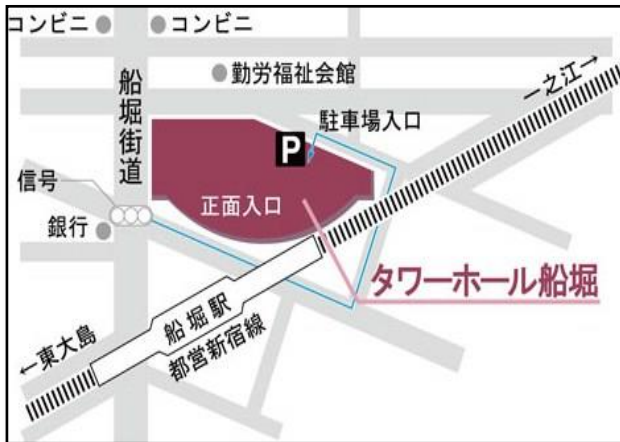 コンビニ
コンビニ
勤労福祉会館
一之江→
船堀街道
駐車場入口
P
信号
正面入口
銀行
タワーホール船堀
船堀駅
都営新宿線
←東大島